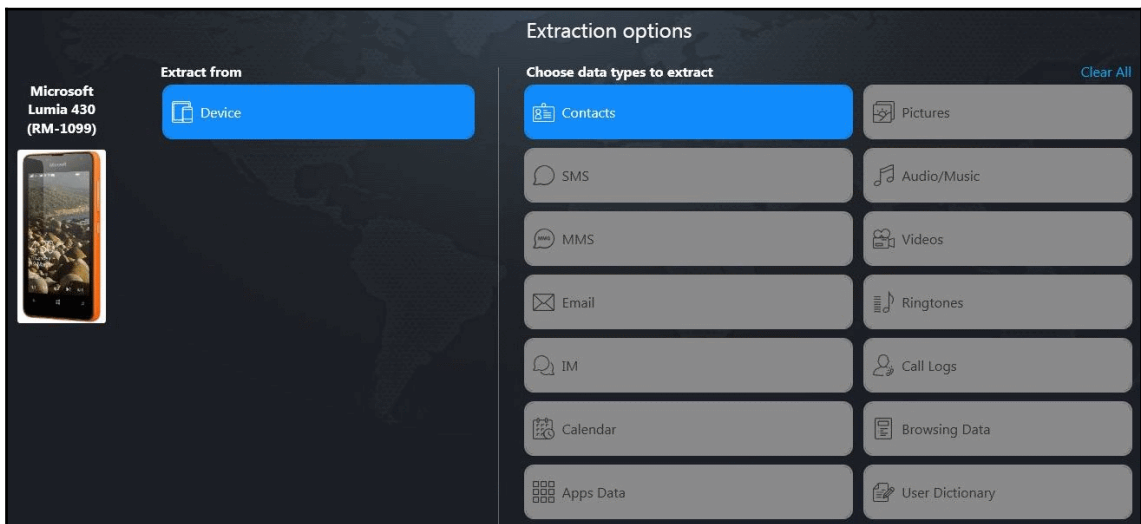 Extraction options
Microsoft
Lumia 430
(RM-1099)
Extract from
Device
Choose data types to extract
Clear All
Contacts
Pictures
SMS
Audio/Music
MMS
Videos
Email
Ringtones
IM
Call Logs
Calendar
Browsing Data
Apps Data
User Dictionary